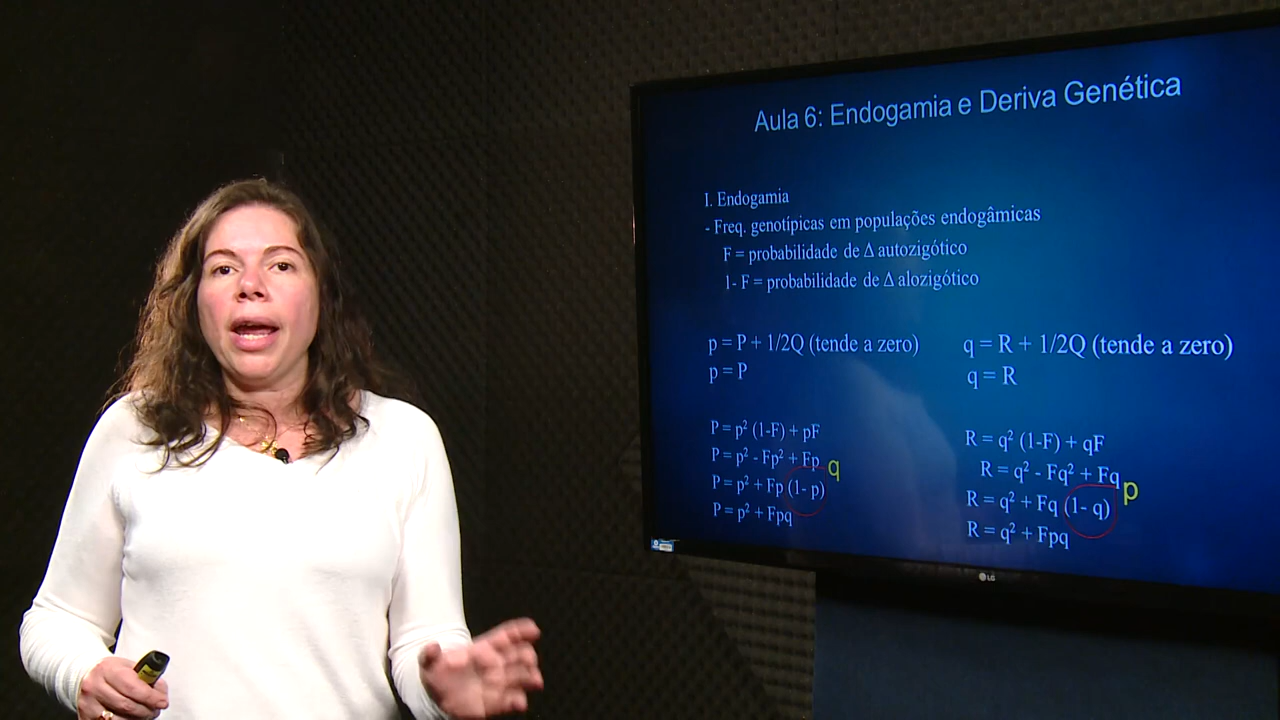 Aula 6: Endogamia e Deriva Genética
I. Endogamia
- Freq. genotípicas em populações endogâmicas
F = probabilidade de Δ autozigótico
1- F = probabilidade de Δ alozigótico
p = P + 1/2Q (tende a zero)
p = P
q = R + 1/2Q (tende a zero)
q = R
P = p² (1-F) + pF
P = p² - Fp² + Fp
q
P = p² + Fp (1- p)
P = p² + Fpq
R = q² (1-F) + qF
R = q² - Fq² + Fq
p
R = q² + Fq (1- q)
R = q² + Fpq
LG